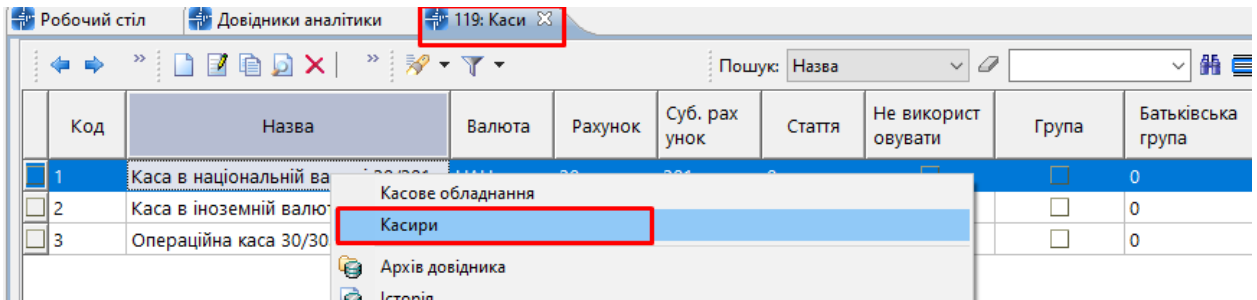 Робочий стіл Довідники аналітики 119: Каси
Пошук: Назва
Код Назва Валюта Рахунок Суб. рах унок Стаття Не використ овувати Група Батьківська група
1 Каса в національній ва 0
Касове обладнання
2 Каса в іноземній валют 0
Касири
3 Операційна каса 30/30 0
Архів довідника
Історія